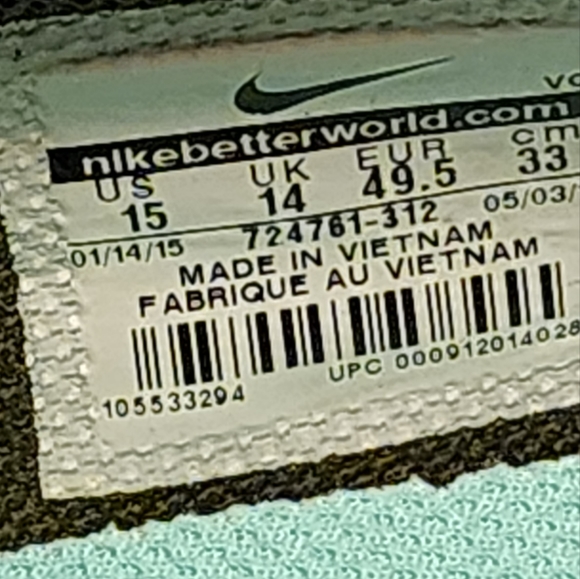 VO
nikebetterworld.com
US UK EUR cm
15 14 49.5 33
01/14/15 724761-312 05/03/
MADE IN VIETNAM
FABRIQUE AU VIETNAM
105533294 UPC 00091201402